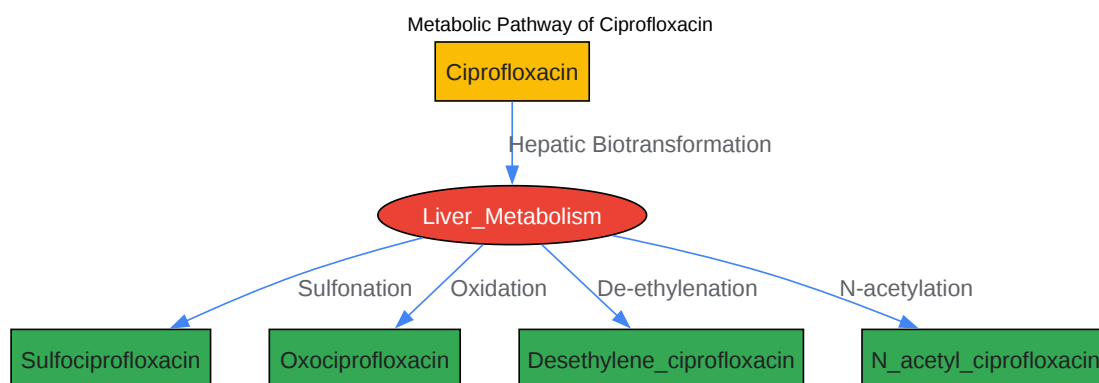 Metabolic Pathway of Ciprofloxacin
Ciprofloxacin
Hepatic Biotransformation
Liver_Metabolism
Sulfonation
Oxidation
De-ethylenation
N-acetylation
Sulfociprofloxacin
Oxociprofloxacin
Desethylene_ciprofloxacin
N_acetyl_ciprofloxacin